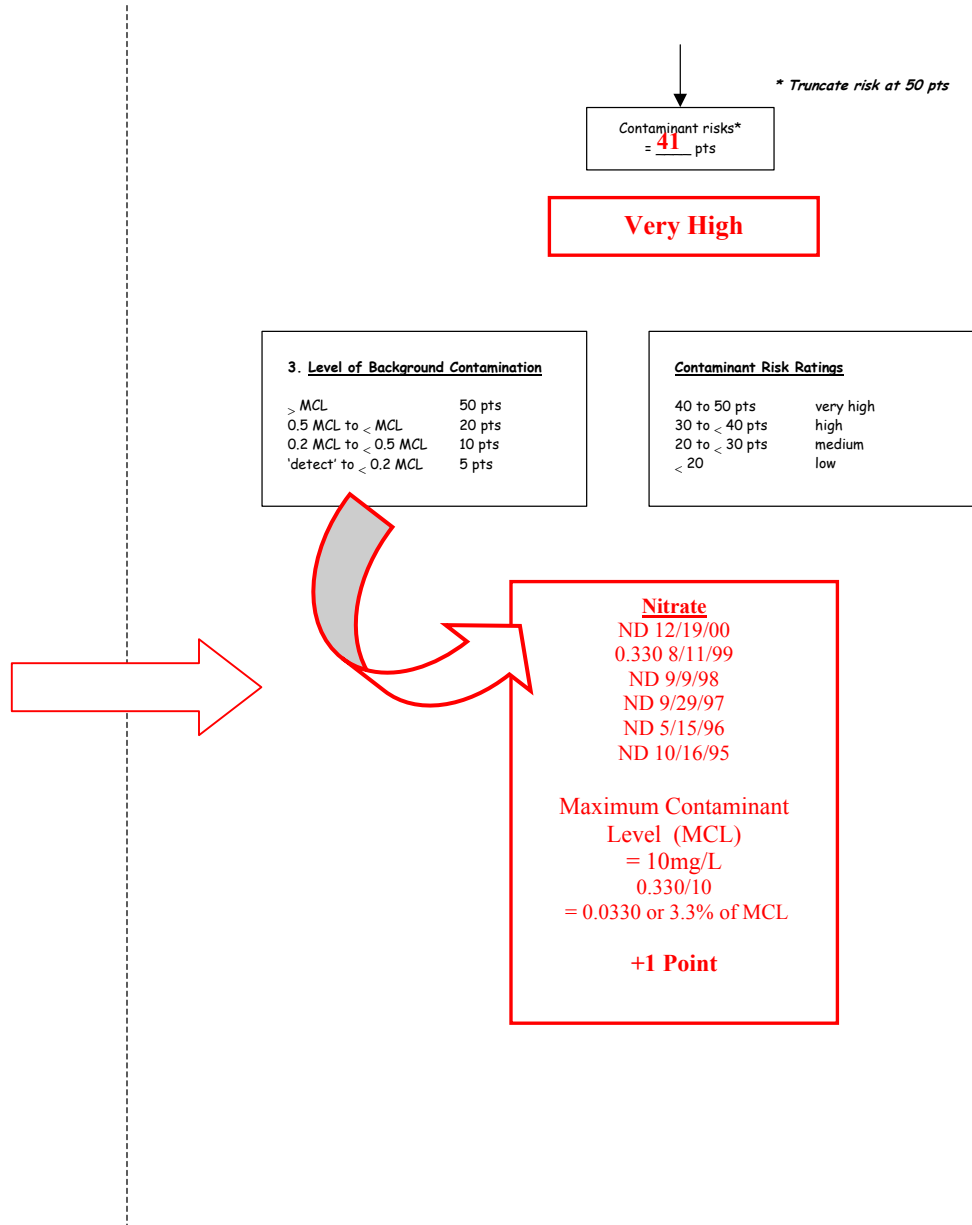 * Truncate risk at 50 pts
Contaminant risks*
= 41 pts
Very High
3. Level of Background Contamination
> MCL 50 pts
0.5 MCL to < MCL 20 pts
0.2 MCL to < 0.5 MCL 10 pts
'detect' to < 0.2 MCL 5 pts
Contaminant Risk Ratings
40 to 50 pts very high
30 to < 40 pts high
20 to < 30 pts medium
< 20 low
Nitrate
ND 12/19/00
0.330 8/11/99
ND 9/9/98
ND 9/29/97
ND 5/15/96
ND 10/16/95
Maximum Contaminant
Level (MCL)
= 10mg/L
0.330/10
= 0.0330 or 3.3% of MCL
+1 Point